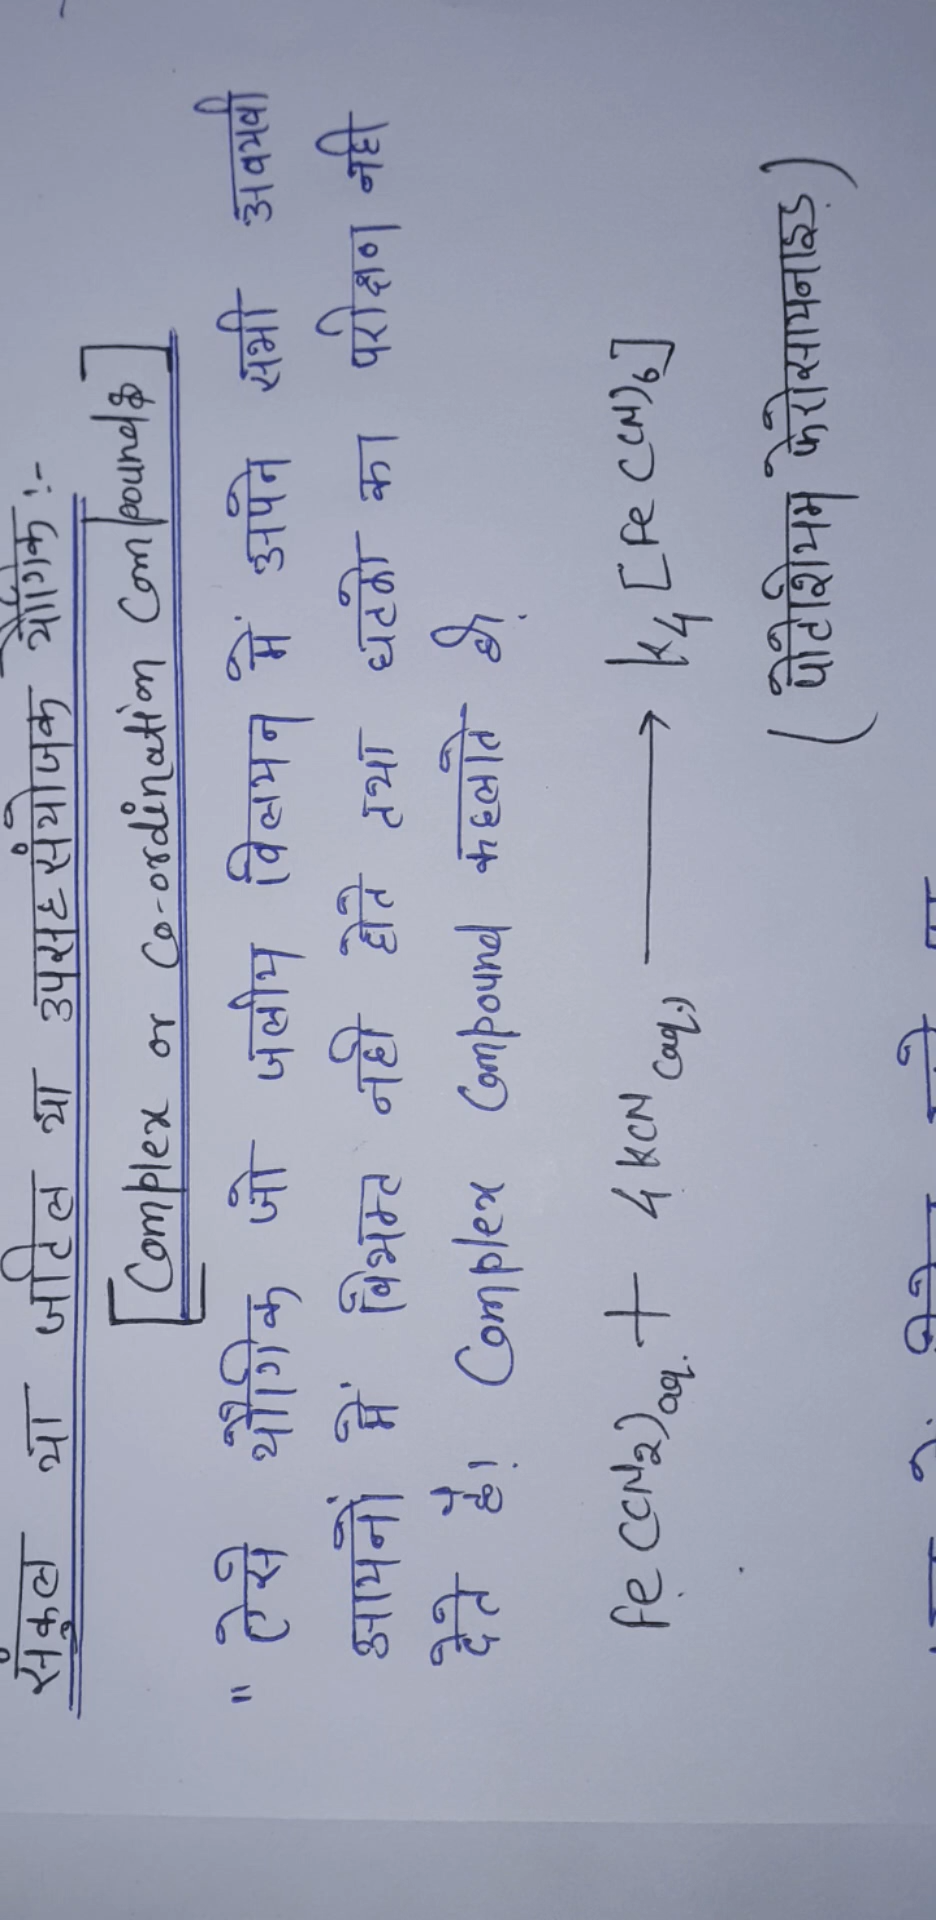 संकुल या जटिल या उपसहसंयोजक यौगिक :-
[Complex or Co-ordination Compounds]
" ऐसे यौगिक जो जलीय विलयन में अपने सभी अवयवी
आयनों में विभक्त नही होते तथा घटकों का परीक्षण नही
देते है। Complex Compound कहलाते है।
Fe(CN2)aq. + 4KCN(aq.) ⟶ K4[Fe(CN)6]
(पोटेशियम फेरोसायनाइड)